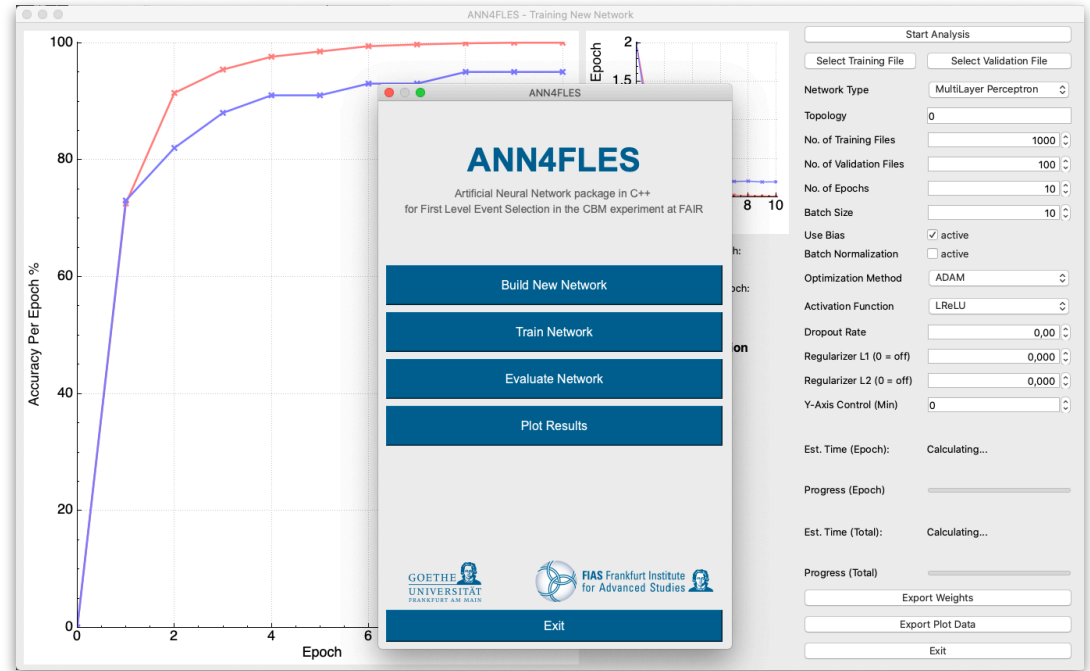 ANN4FLES - Training New Network
100
80
60
40
20
0
0
2
4
6
Accuracy Per Epoch %
Epoch
2
1.5
Epoch
8
10
ANN4FLES
ANN4FLES
Artificial Neural Network package in C++
for First Level Event Selection in the CBM experiment at FAIR
Build New Network
Train Network
Evaluate Network
Plot Results
GOETHE
UNIVERSITÄT
FRANKFURT AM MAIN
FIAS Frankfurt Institute
for Advanced Studies
Exit
h:
och:
ion
Start Analysis
Select Training File
Select Validation File
Network Type
MultiLayer Perceptron
Topology
0
No. of Training Files
1000
No. of Validation Files
100
No. of Epochs
10
Batch Size
10
Use Bias
active
Batch Normalization
active
Optimization Method
ADAM
Activation Function
LReLU
Dropout Rate
0,00
Regularizer L1 (0 = off)
0,000
Regularizer L2 (0 = off)
0,000
Y-Axis Control (Min)
0
Est. Time (Epoch):
Calculating...
Progress (Epoch)
Est. Time (Total):
Calculating...
Progress (Total)
Export Weights
Export Plot Data
Exit